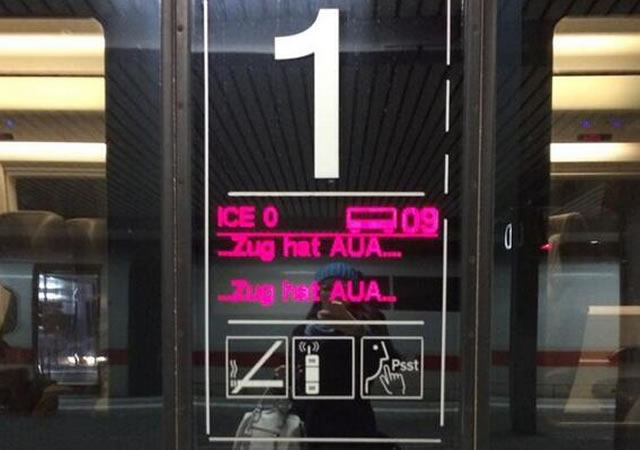 1
ICE 0 09
...Zug hat AUA....
...Zug hat AUA...
Psst